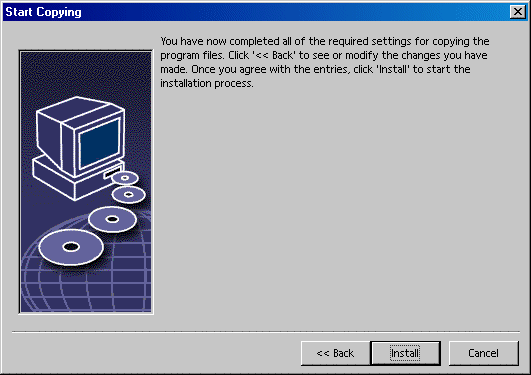 Start Copying
You have now completed all of the required settings for copying the
program files. Click '<< Back' to see or modify the changes you have
made. Once you agree with the entries, click 'Install' to start the
installation process.
<< Back
Install
Cancel